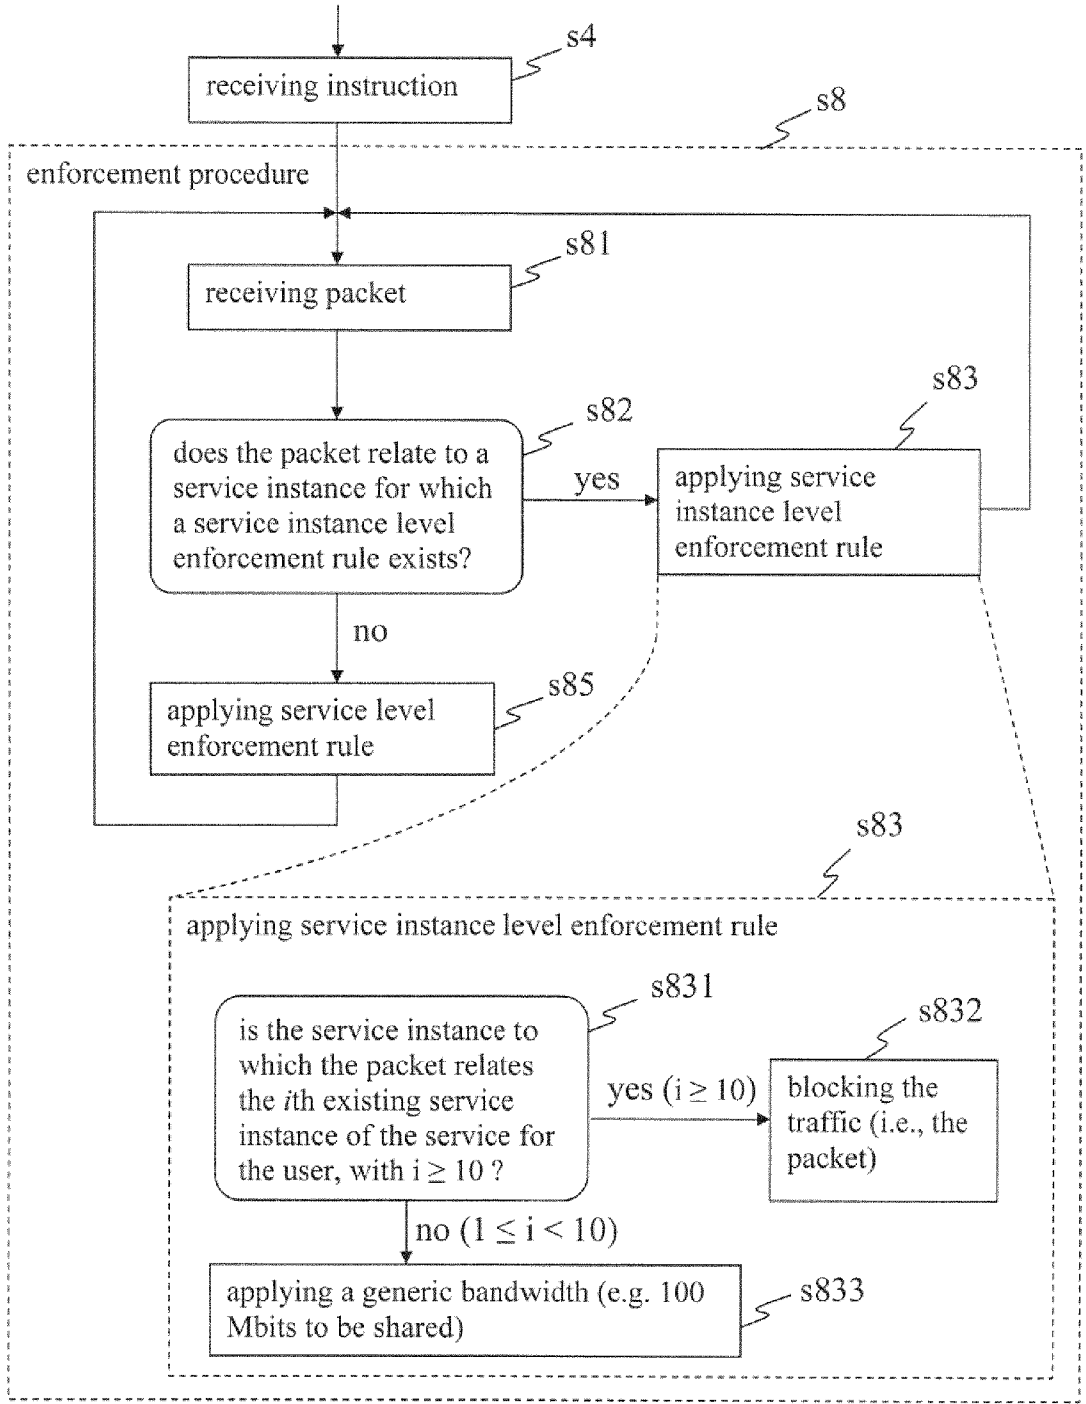 s4
receiving instruction
s8
enforcement procedure
s81
receiving packet
s82
does the packet relate to a
service instance for which
a service instance level
enforcement rule exists?
yes
s83
applying service
instance level
enforcement rule
no
s85
applying service level
enforcement rule
s83
applying service instance level enforcement rule
s831
is the service instance to
which the packet relates
the ith existing service
instance of the service for
the user, with i ≥ 10 ?
yes (i ≥ 10)
s832
blocking the
traffic (i.e., the
packet)
no (1 ≤ i < 10)
applying a generic bandwidth (e.g. 100
Mbits to be shared)
s833